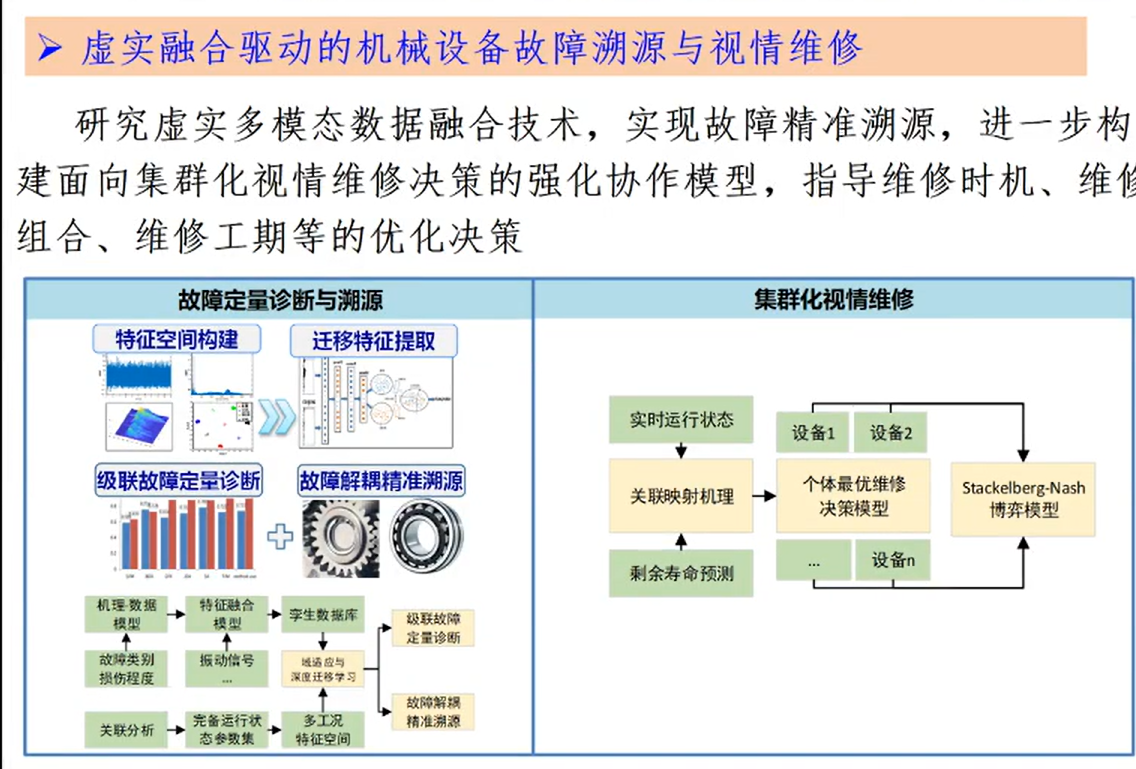 虚实融合驱动的机械设备故障溯源与视情维修
研究虚实多模态数据融合技术，实现故障精准溯源，进一步构
建面向集群化视情维修决策的强化协作模型，指导维修时机、维修
组合、维修工期等的优化决策
故障定量诊断与溯源
特征空间构建
迁移特征提取
级联故障定量诊断
故障解耦精准溯源
机理-数据
模型
特征融合
模型
孪生数据库
级联故障
定量诊断
故障类别
损伤程度
振动信号
...
域适应与
深度迁移学习
故障解耦
精准溯源
关联分析
完备运行状
态参数集
多工况
特征空间
集群化视情维修
实时运行状态
设备1
设备2
关联映射机理
个体最优维修
决策模型
Stackelberg-Nash
博弈模型
剩余寿命预测
...
设备n